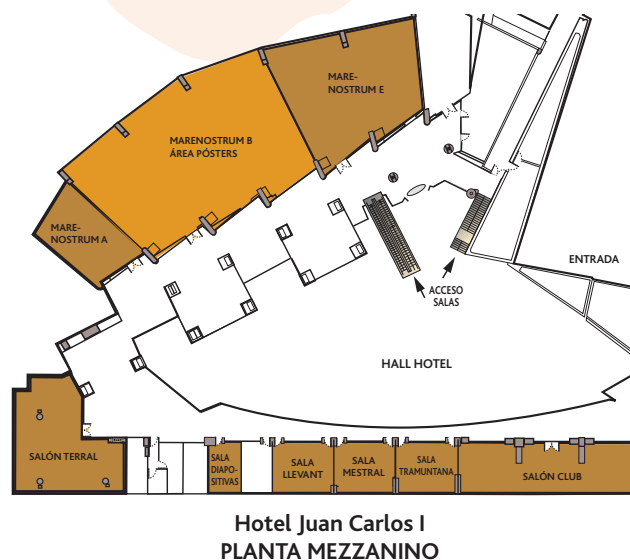 MARE-
NOSTRUM E
MARENOSTRUM B
ÁREA PÓSTERS
MARE-
NOSTRUM A
ENTRADA
ACCESO
SALAS
HALL HOTEL
SALÓN TERRAL
SALA
DIAPO-
SITIVAS
SALA
LLEVANT
SALA
MESTRAL
SALA
TRAMUNTANA
SALÓN CLUB
Hotel Juan Carlos I
PLANTA MEZZANINO